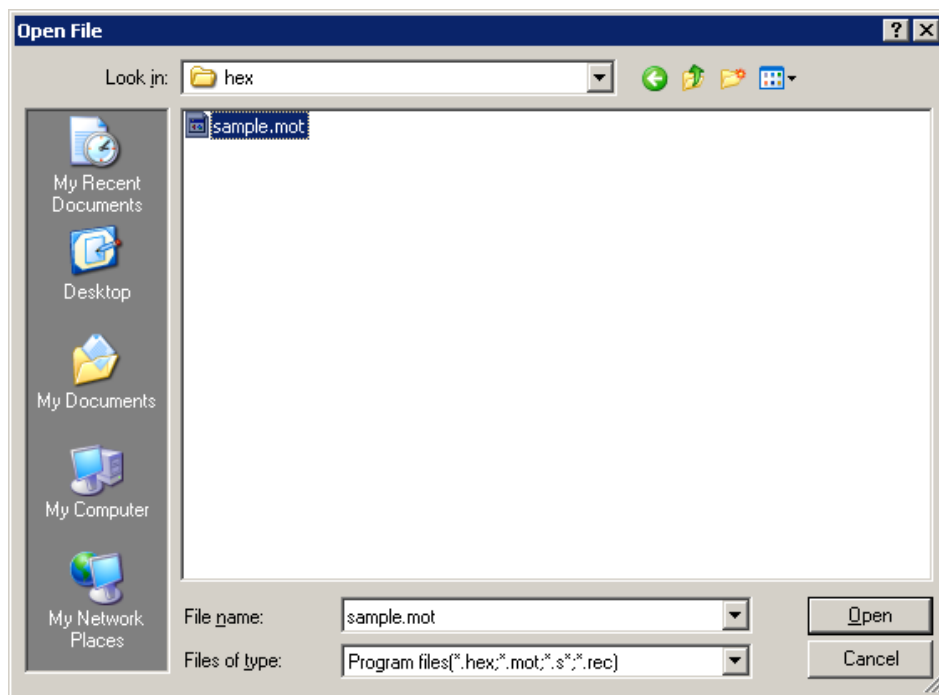 Open File
Look in: hex
sample.mot
My Recent
Documents
Desktop
My Documents
My Computer
My Network
Places
File name: sample.mot Open
Files of type: Program files(*.hex;*.mot;*.s*;*.rec) Cancel